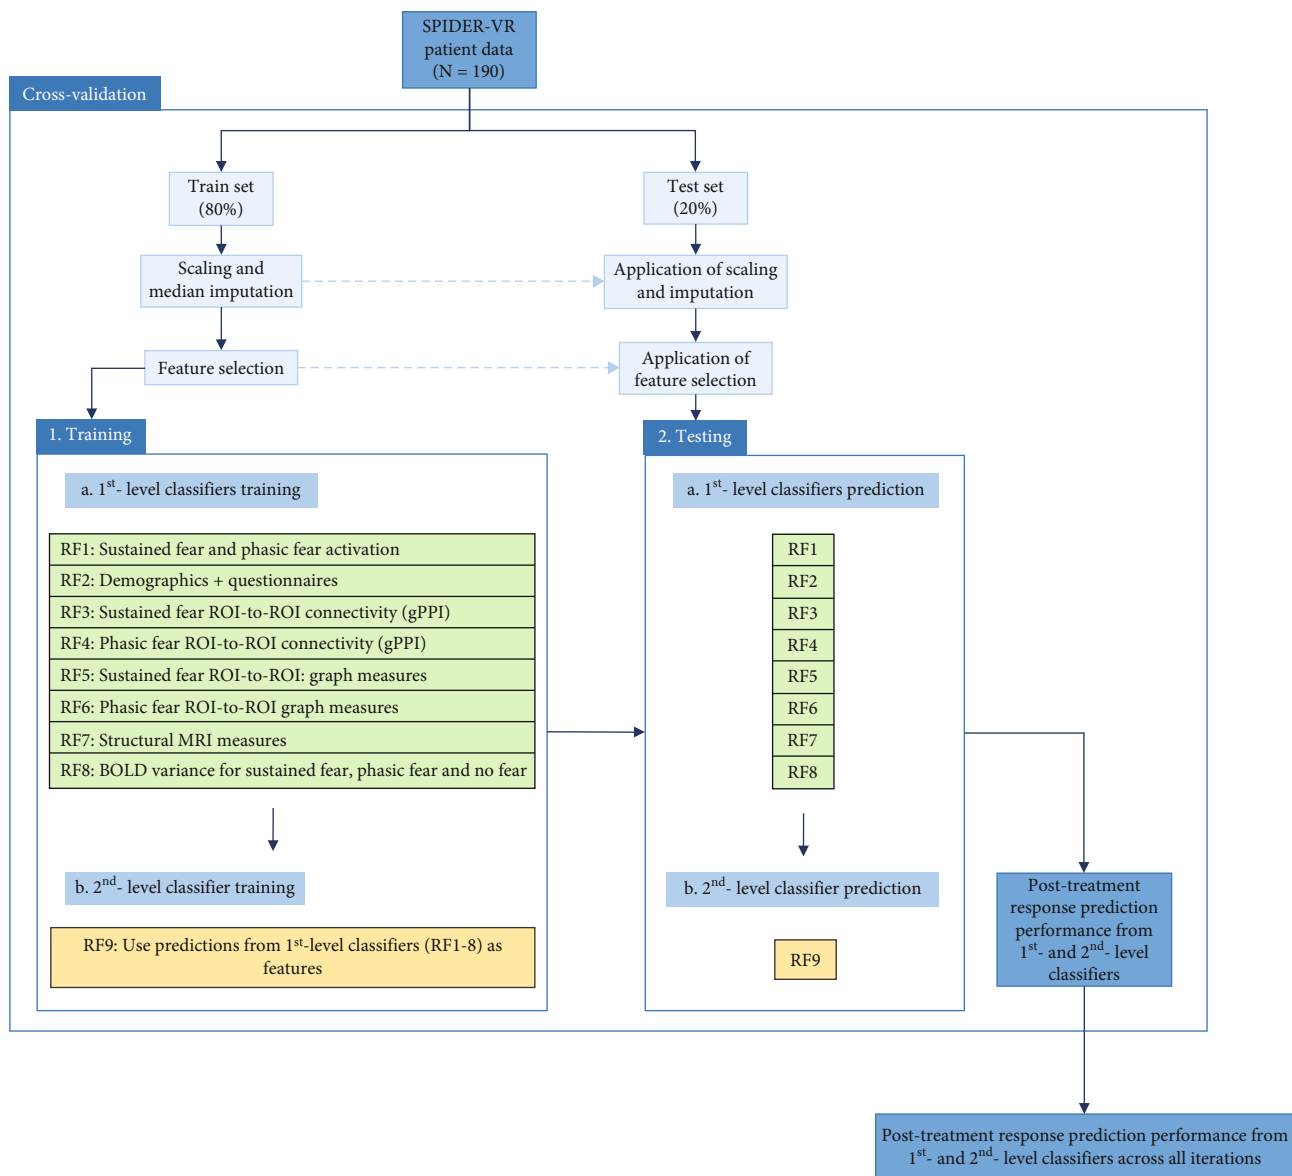 SPIDER-VR
patient data
(N = 190)
Cross-validation
Train set
(80%)
Test set
(20%)
Scaling and
median imputation
Application of scaling
and imputation
Feature selection
Application of
feature selection
1. Training
2. Testing
a. 1st- level classifiers training
a. 1st- level classifiers prediction
RF1: Sustained fear and phasic fear activation
RF2: Demographics + questionnaires
RF3: Sustained fear ROI-to-ROI connectivity (gPPI)
RF4: Phasic fear ROI-to-ROI connectivity (gPPI)
RF5: Sustained fear ROI-to-ROI: graph measures
RF6: Phasic fear ROI-to-ROI graph measures
RF7: Structural MRI measures
RF8: BOLD variance for sustained fear, phasic fear and no fear
RF1
RF2
RF3
RF4
RF5
RF6
RF7
RF8
b. 2nd- level classifier training
b. 2nd- level classifier prediction
RF9: Use predictions from 1st-level classifiers (RF1-8) as
features
RF9
Post-treatment
response prediction
performance from
1st- and 2nd- level
classifiers
Post-treatment response prediction performance from
1st- and 2nd- level classifiers across all iterations